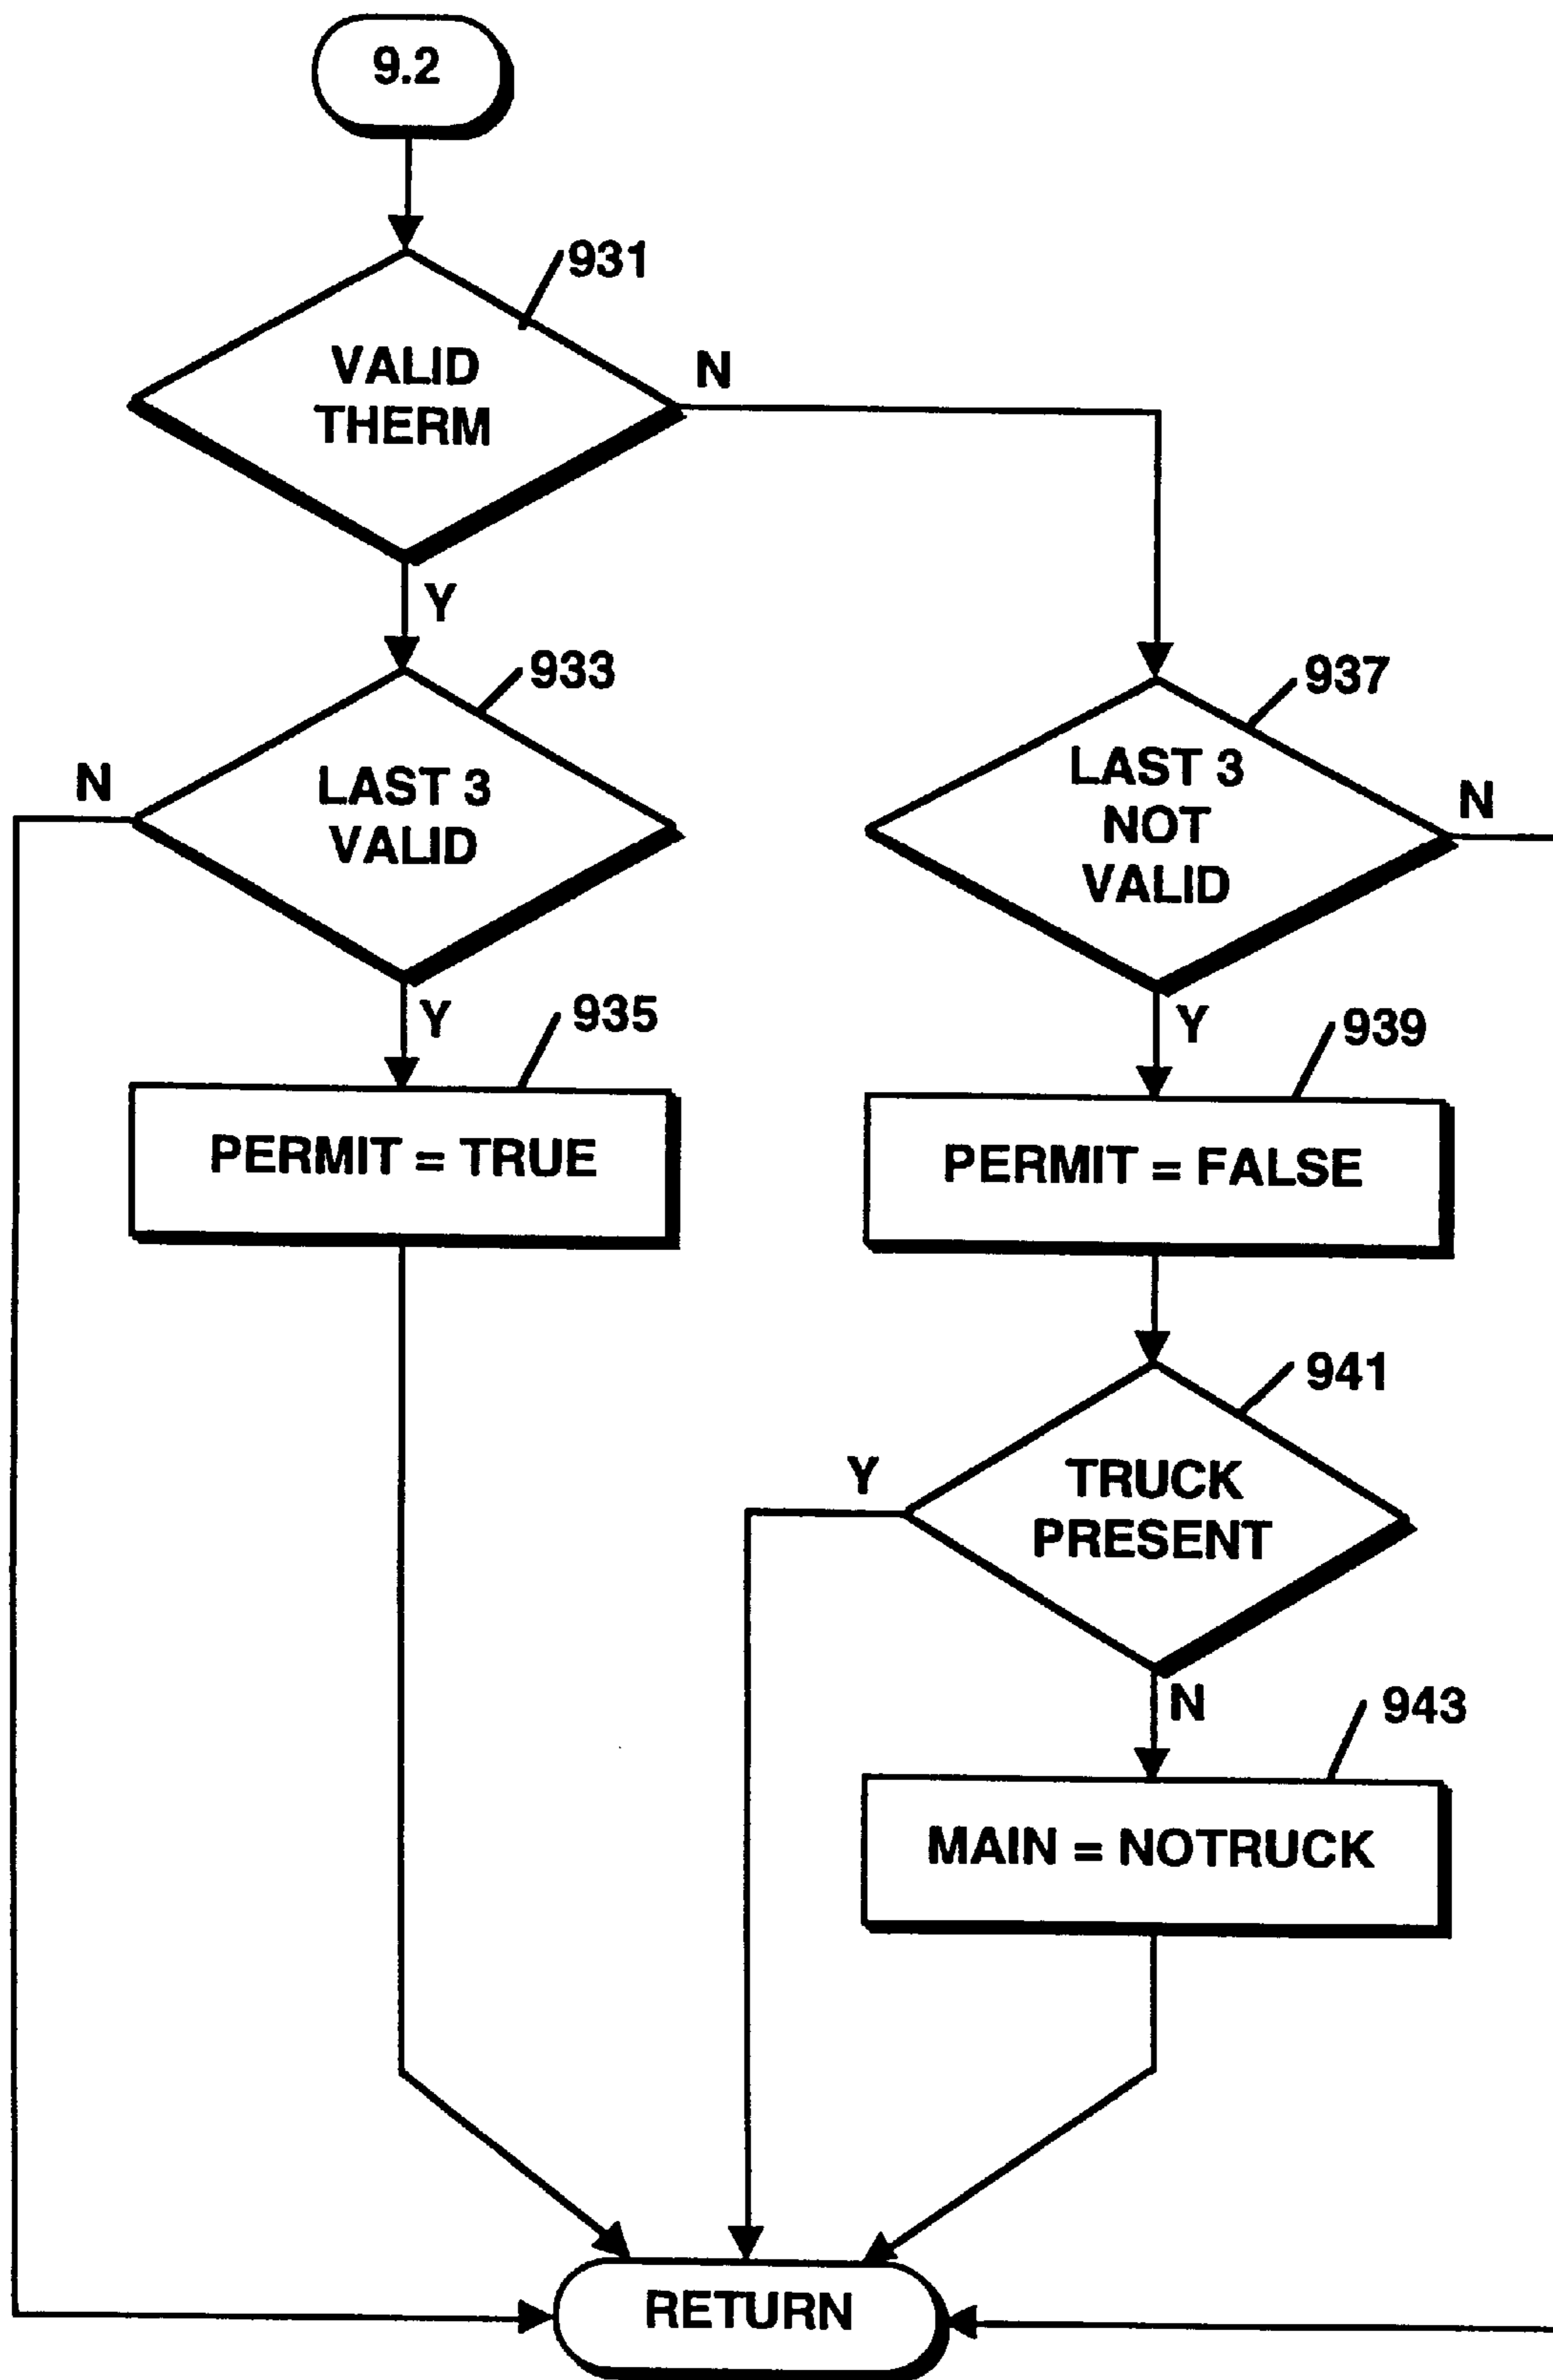 9.2
931
VALID
THERM
N
Y
933
937
N
LAST 3
VALID
LAST 3
NOT
VALID
N
Y
935
Y
939
PERMIT = TRUE
PERMIT = FALSE
941
Y
TRUCK
PRESENT
N
943
MAIN = NOTRUCK
RETURN